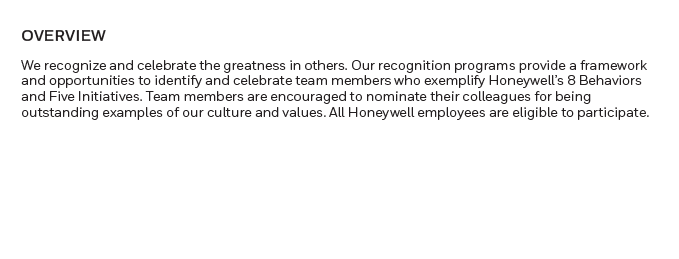 OVERVIEW
We recognize and celebrate the greatness in others. Our recognition programs provide a framework
and opportunities to identify and celebrate team members who exemplify Honeywell's 8 Behaviors
and Five Initiatives. Team members are encouraged to nominate their colleagues for being
outstanding examples of our culture and values. All Honeywell employees are eligible to participate.